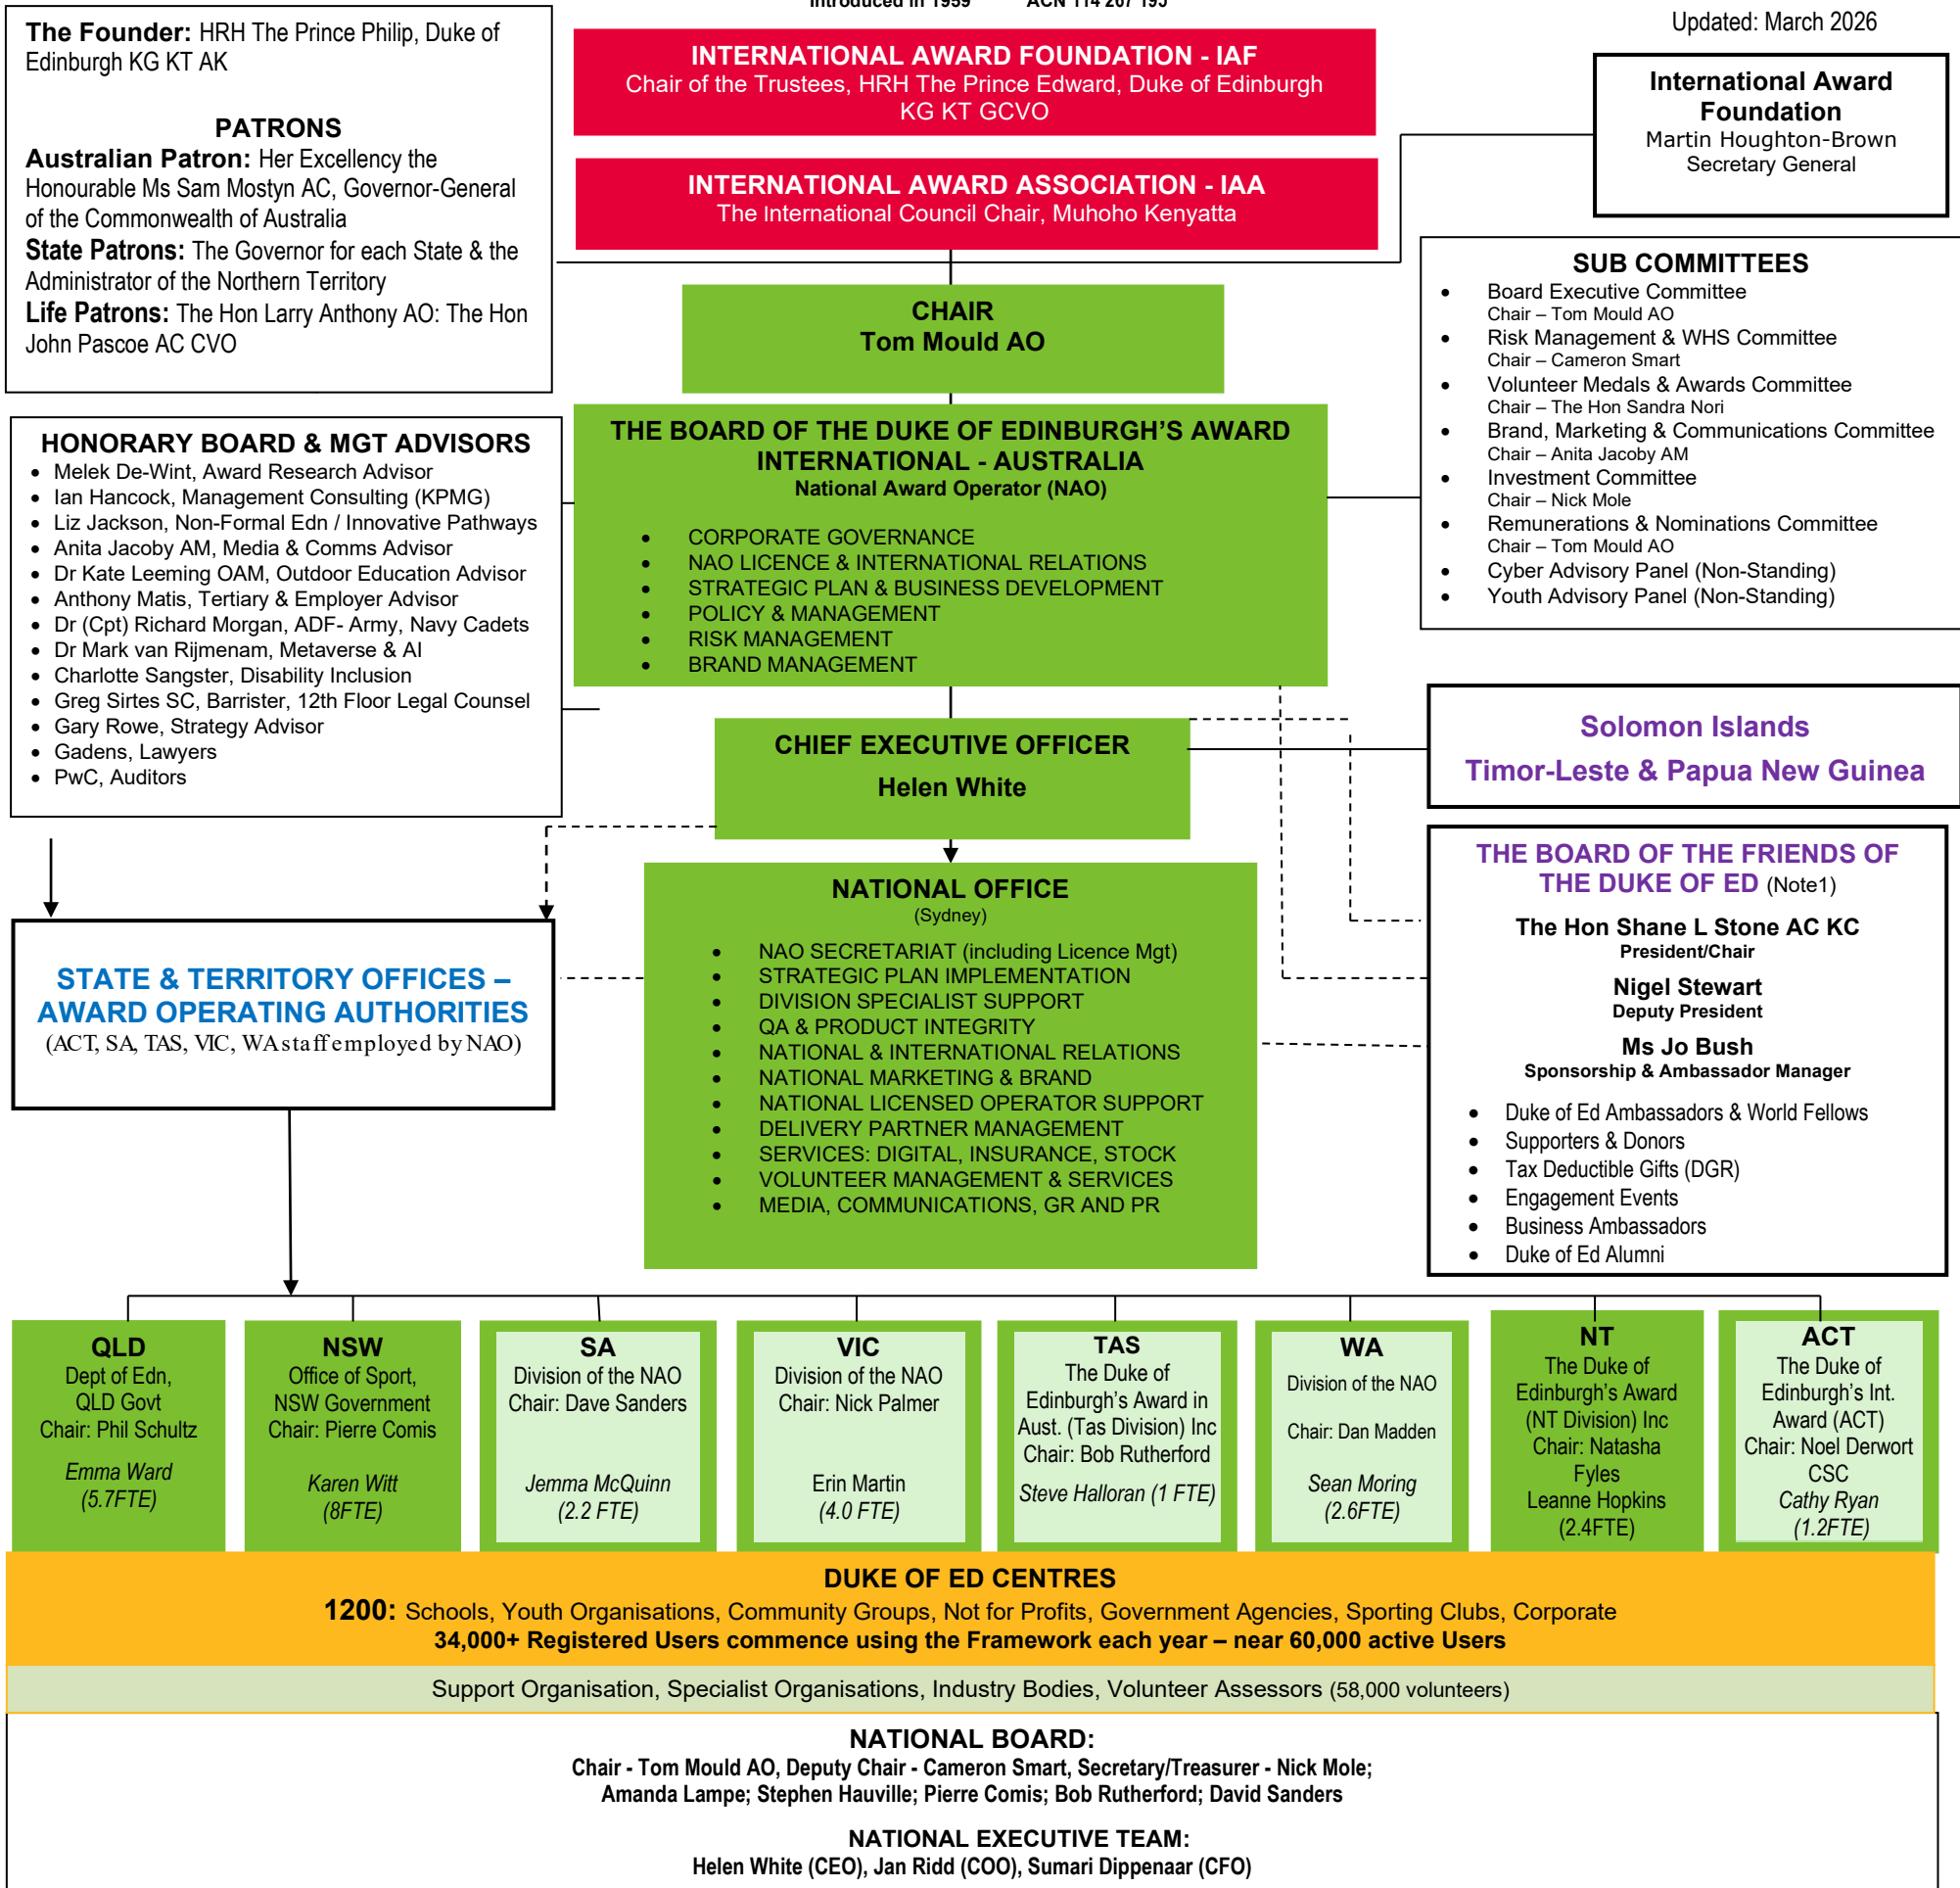 Introduced in 1959 ACN 114 267 195
Updated: March 2026
The Founder: HRH The Prince Philip, Duke of
Edinburgh KG KT AK
PATRONS
Australian Patron: Her Excellency the
Honourable Ms Sam Mostyn AC, Governor-General
of the Commonwealth of Australia
State Patrons: The Governor for each State & the
Administrator of the Northern Territory
Life Patrons: The Hon Larry Anthony AO: The Hon
John Pascoe AC CVO
INTERNATIONAL AWARD FOUNDATION - IAF
Chair of the Trustees, HRH The Prince Edward, Duke of Edinburgh
KG KT GCVO
INTERNATIONAL AWARD ASSOCIATION - IAA
The International Council Chair, Muhoho Kenyatta
International Award
Foundation
Martin Houghton-Brown
Secretary General
CHAIR
Tom Mould AO
SUB COMMITTEES
• Board Executive Committee
Chair – Tom Mould AO
• Risk Management & WHS Committee
Chair – Cameron Smart
• Volunteer Medals & Awards Committee
Chair – The Hon Sandra Nori
• Brand, Marketing & Communications Committee
Chair – Anita Jacoby AM
• Investment Committee
Chair – Nick Mole
• Remunerations & Nominations Committee
Chair – Tom Mould AO
• Cyber Advisory Panel (Non-Standing)
• Youth Advisory Panel (Non-Standing)
HONORARY BOARD & MGT ADVISORS
• Melek De-Wint, Award Research Advisor
• Ian Hancock, Management Consulting (KPMG)
• Liz Jackson, Non-Formal Edn / Innovative Pathways
• Anita Jacoby AM, Media & Comms Advisor
• Dr Kate Leeming OAM, Outdoor Education Advisor
• Anthony Matis, Tertiary & Employer Advisor
• Dr (Cpt) Richard Morgan, ADF- Army, Navy Cadets
• Dr Mark van Rijmenam, Metaverse & AI
• Charlotte Sangster, Disability Inclusion
• Greg Sirtes SC, Barrister, 12th Floor Legal Counsel
• Gary Rowe, Strategy Advisor
• Gadens, Lawyers
• PwC, Auditors
THE BOARD OF THE DUKE OF EDINBURGH'S AWARD
INTERNATIONAL - AUSTRALIA
National Award Operator (NAO)
• CORPORATE GOVERNANCE
• NAO LICENCE & INTERNATIONAL RELATIONS
• STRATEGIC PLAN & BUSINESS DEVELOPMENT
• POLICY & MANAGEMENT
• RISK MANAGEMENT
• BRAND MANAGEMENT
CHIEF EXECUTIVE OFFICER
Helen White
Solomon Islands
Timor-Leste & Papua New Guinea
THE BOARD OF THE FRIENDS OF
THE DUKE OF ED (Note1)
The Hon Shane L Stone AC KC
President/Chair
Nigel Stewart
Deputy President
Ms Jo Bush
Sponsorship & Ambassador Manager
• Duke of Ed Ambassadors & World Fellows
• Supporters & Donors
• Tax Deductible Gifts (DGR)
• Engagement Events
• Business Ambassadors
• Duke of Ed Alumni
NATIONAL OFFICE
(Sydney)
• NAO SECRETARIAT (including Licence Mgt)
• STRATEGIC PLAN IMPLEMENTATION
• DIVISION SPECIALIST SUPPORT
• QA & PRODUCT INTEGRITY
• NATIONAL & INTERNATIONAL RELATIONS
• NATIONAL MARKETING & BRAND
• NATIONAL LICENSED OPERATOR SUPPORT
• DELIVERY PARTNER MANAGEMENT
• SERVICES: DIGITAL, INSURANCE, STOCK
• VOLUNTEER MANAGEMENT & SERVICES
• MEDIA, COMMUNICATIONS, GR AND PR
STATE & TERRITORY OFFICES –
AWARD OPERATING AUTHORITIES
(ACT, SA, TAS, VIC, WA staff employed by NAO)
QLD
Dept of Edn,
QLD Govt
Chair: Phil Schultz
Emma Ward
(5.7FTE)
NSW
Office of Sport,
NSW Government
Chair: Pierre Comis
Karen Witt
(8FTE)
SA
Division of the NAO
Chair: Dave Sanders
Jemma McQuinn
(2.2 FTE)
VIC
Division of the NAO
Chair: Nick Palmer
Erin Martin
(4.0 FTE)
TAS
The Duke of
Edinburgh's Award in
Aust. (Tas Division) Inc
Chair: Bob Rutherford
Steve Halloran (1 FTE)
WA
Division of the NAO
Chair: Dan Madden
Sean Moring
(2.6FTE)
NT
The Duke of
Edinburgh's Award
(NT Division) Inc
Chair: Natasha
Fyles
Leanne Hopkins
(2.4FTE)
ACT
The Duke of
Edinburgh's Int.
Award (ACT)
Chair: Noel Derwort
CSC
Cathy Ryan
(1.2FTE)
DUKE OF ED CENTRES
1200: Schools, Youth Organisations, Community Groups, Not for Profits, Government Agencies, Sporting Clubs, Corporate
34,000+ Registered Users commence using the Framework each year – near 60,000 active Users
Support Organisation, Specialist Organisations, Industry Bodies, Volunteer Assessors (58,000 volunteers)
NATIONAL BOARD:
Chair - Tom Mould AO, Deputy Chair - Cameron Smart, Secretary/Treasurer - Nick Mole;
Amanda Lampe; Stephen Hauville; Pierre Comis; Bob Rutherford; David Sanders
NATIONAL EXECUTIVE TEAM:
Helen White (CEO), Jan Ridd (COO), Sumari Dippenaar (CFO)